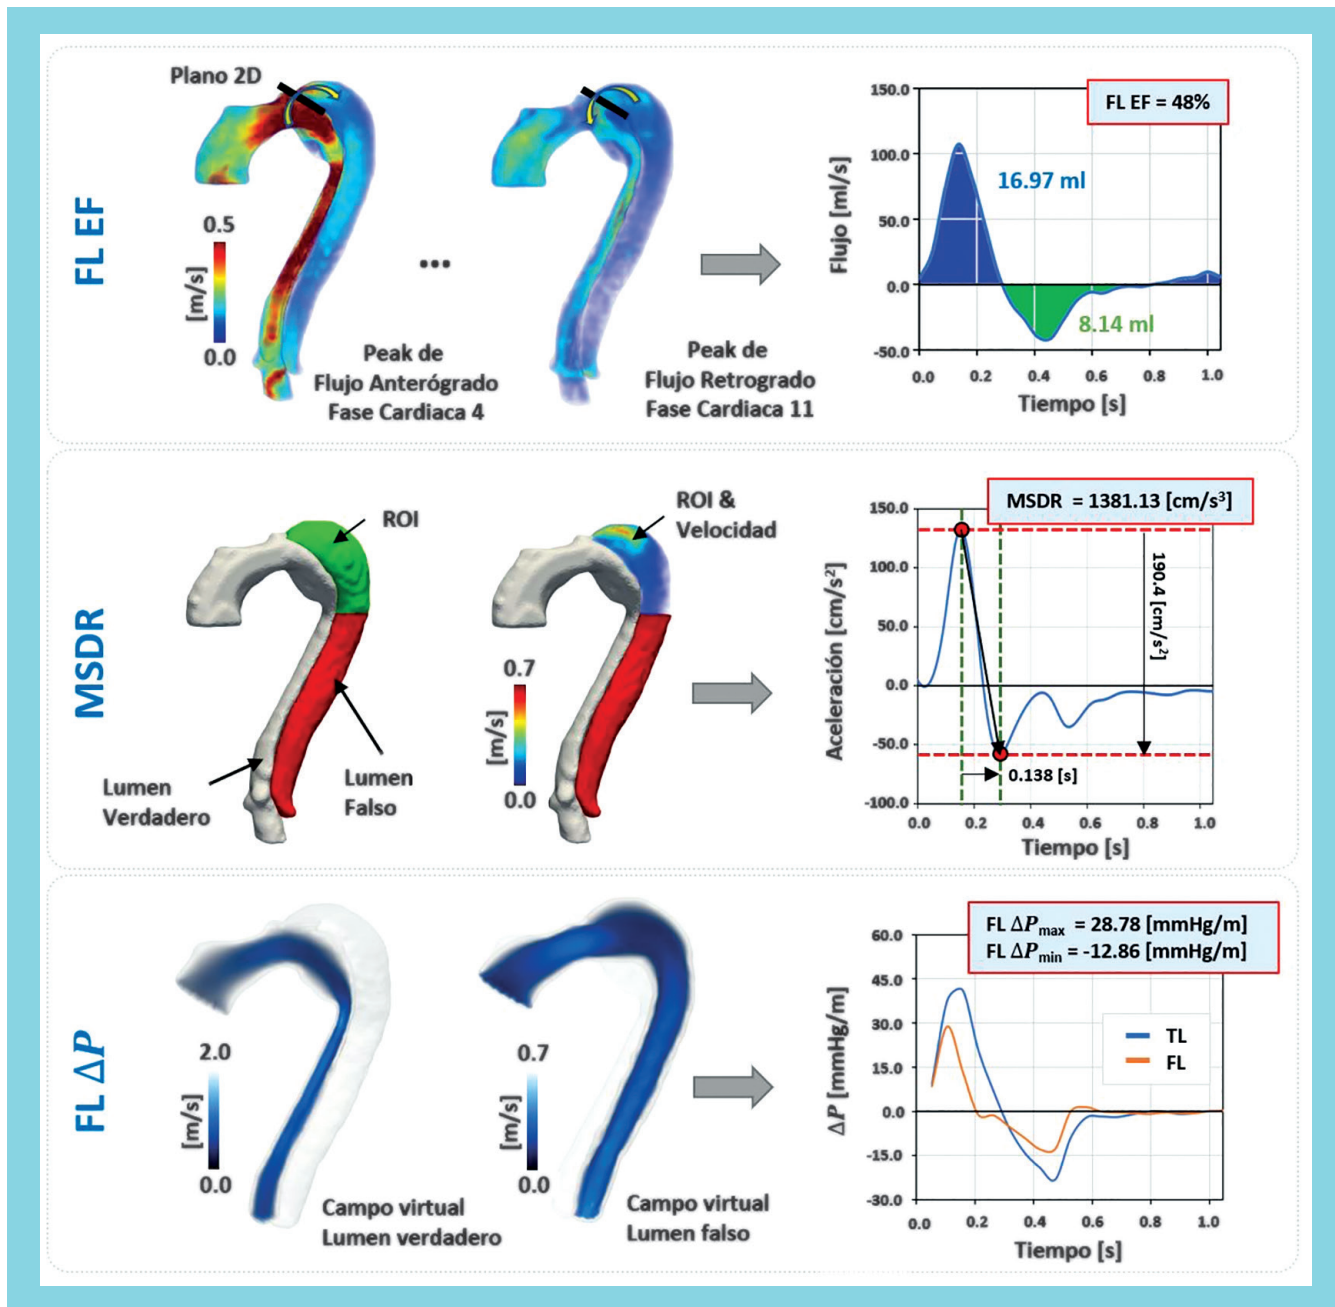 FL EF
Plano 2D
0.5
[m/s]
0.0
...
Peak de
Flujo Anterógrado
Fase Cardiaca 4
Peak de
Flujo Retrogrado
Fase Cardiaca 11
FL EF = 48%
Flujo [ml/s]
150.0
100.0
50.0
0.0
-50.0
16.97 ml
8.14 ml
0.0 0.2 0.4 0.6 0.8 1.0
Tiempo [s]
MSDR
ROI
Lumen
Verdadero
Lumen
Falso
ROI &
Velocidad
0.7
[m/s]
0.0
MSDR = 1381.13 [cm/s³]
Aceleración [cm/s²]
150.0
100.0
50.0
0.0
-50.0
-100.0
190.4 [cm/s²]
0.138 [s]
0.0 0.2 0.4 0.6 0.8 1.0
Tiempo [s]
FL ΔP
2.0
[m/s]
0.0
Campo virtual
Lumen verdadero
0.7
[m/s]
0.0
Campo virtual
Lumen falso
FL ΔPmax = 28.78 [mmHg/m]
FL ΔPmin = -12.86 [mmHg/m]
ΔP [mmHg/m]
60.0
45.0
30.0
15.0
0.0
-15.0
-30.0
TL
FL
0.0 0.2 0.4 0.6 0.8 1.0
Tiempo [s]